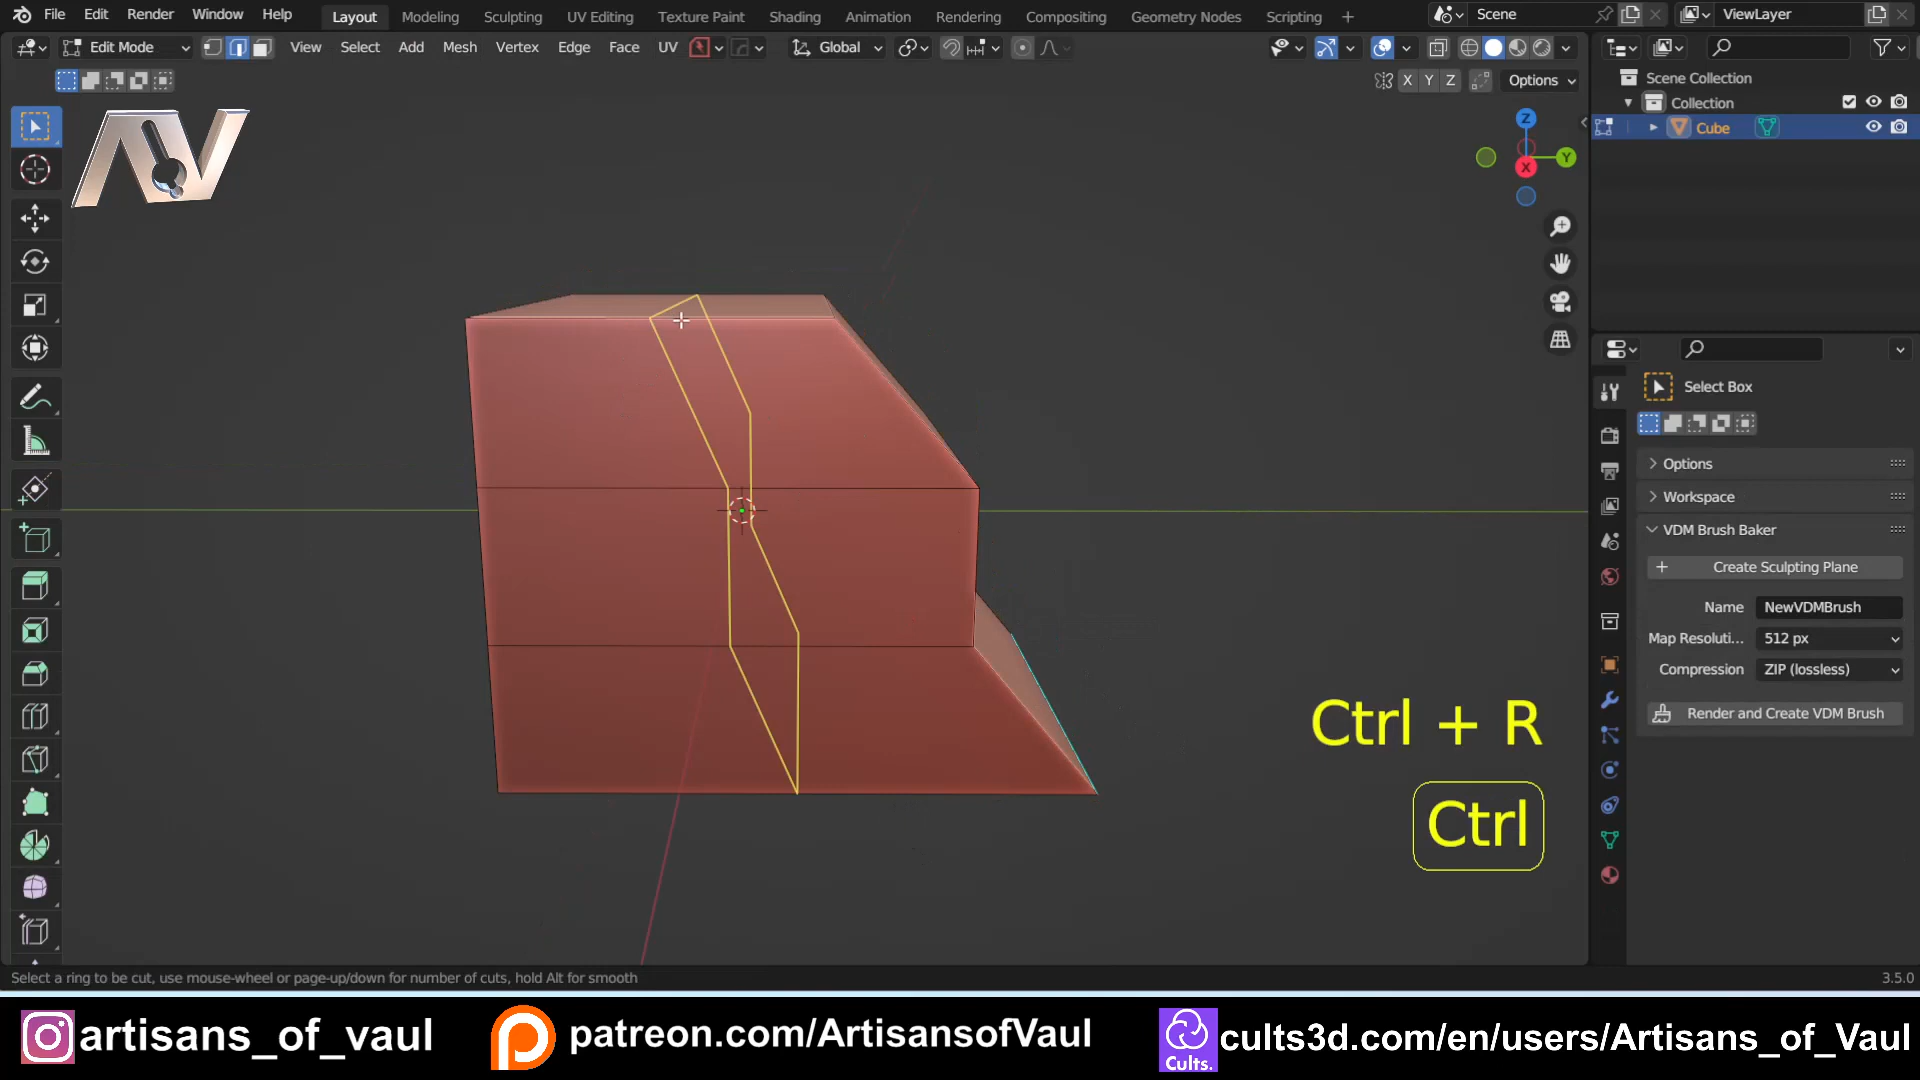 File Edit Render Window Help Layout Modeling Sculpting UV Editing Texture Paint Shading Animation Rendering Compositing Geometry Nodes Scripting + Scene ViewLayer
Edit Mode View Select Add Mesh Vertex Edge Face UV Global
X Y Z Options
AV
Z
Y
X
Scene Collection
Collection
Cube
Select Box
Options
Workspace
VDM Brush Baker
+ Create Sculpting Plane
Name NewVDMBrush
Map Resoluti... 512 px
Compression ZIP (lossless)
Render and Create VDM Brush
Ctrl + R
Ctrl
Select a ring to be cut, use mouse-wheel or page-up/down for number of cuts, hold Alt for smooth
3.5.0
artisans_of_vaul patreon.com/ArtisansofVaul Cults. cults3d.com/en/users/Artisans_of_Vaul